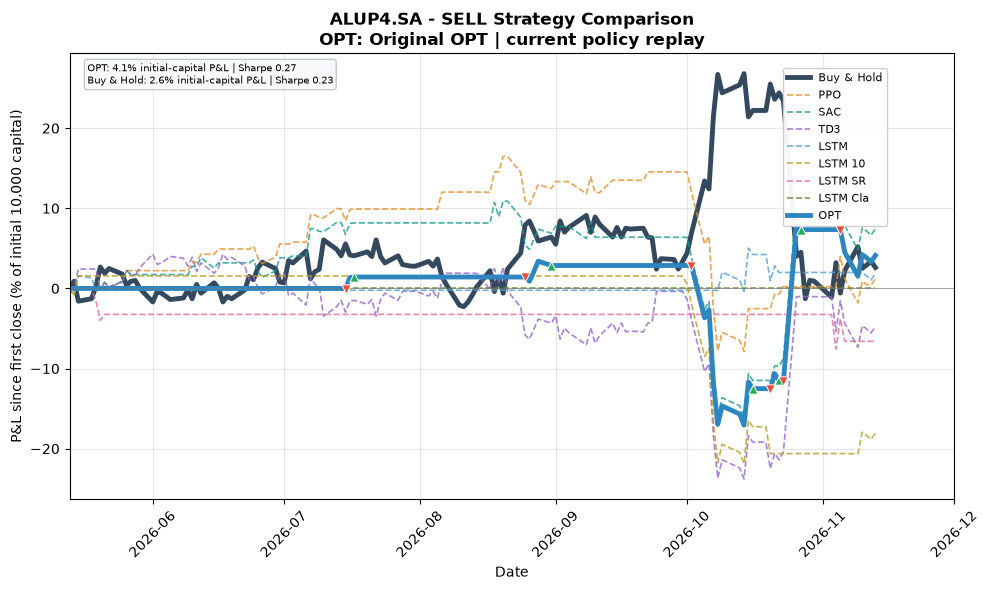 ALUP4.SA - SELL Strategy Comparison
OPT: Original OPT | current policy replay
OPT: 4.1% initial-capital P&L | Sharpe 0.27
Buy & Hold: 2.6% initial-capital P&L | Sharpe 0.23
Buy & Hold
PPO
SAC
TD3
LSTM
LSTM 10
LSTM SR
LSTM Cla
OPT
P&L since first close (% of initial 10,000 capital)
20
10
0
−10
−20
2026-06
2026-07
2026-08
2026-09
2026-10
2026-11
2026-12
Date